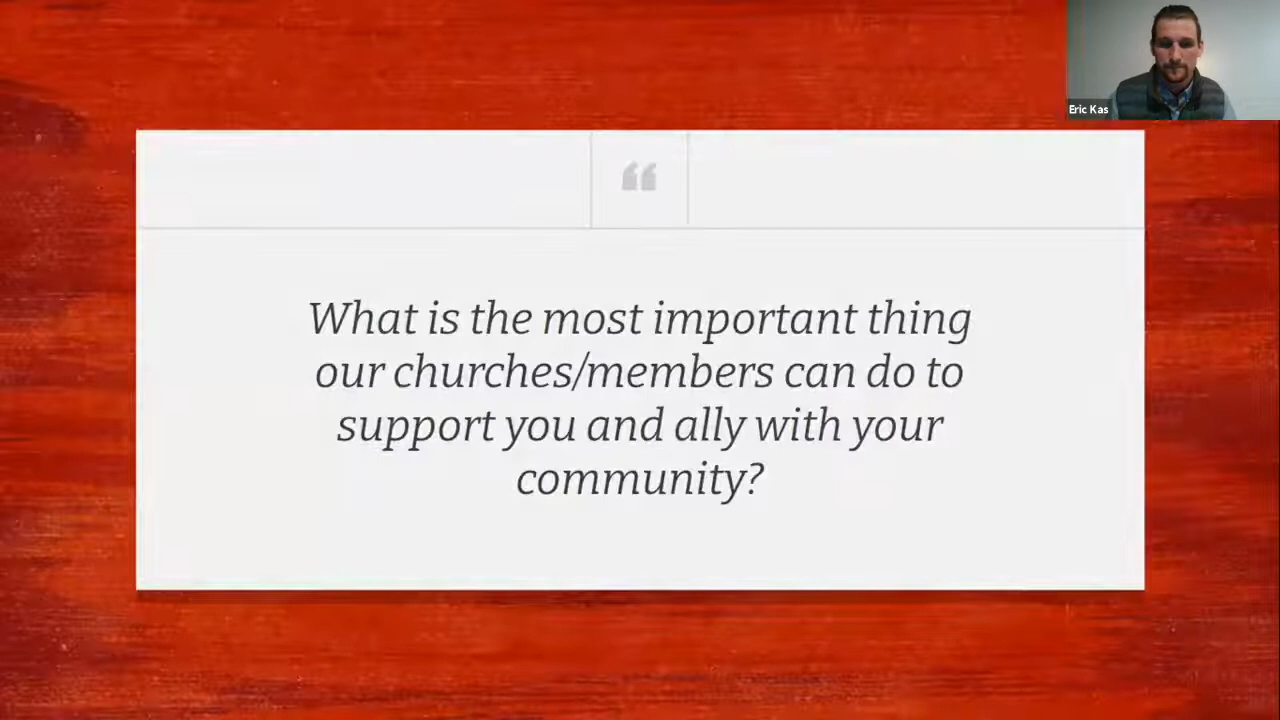 Eric Kas
“
What is the most important thing
our churches/members can do to
support you and ally with your
community?